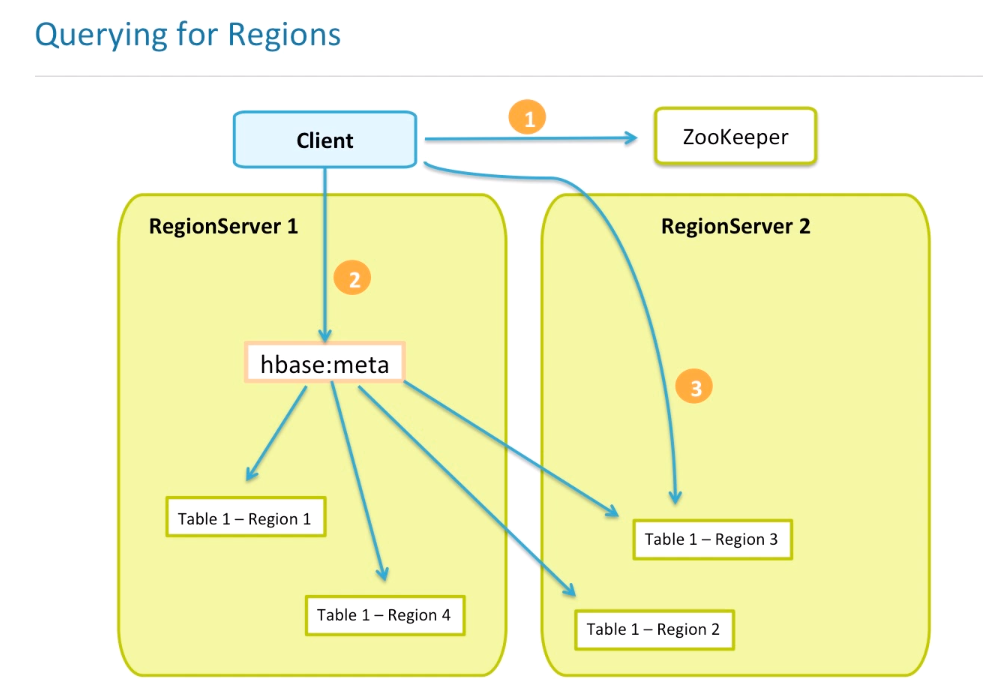 Querying for Regions
Client
1
ZooKeeper
RegionServer 1
RegionServer 2
2
hbase:meta
3
Table 1 – Region 1
Table 1 – Region 3
Table 1 – Region 4
Table 1 – Region 2